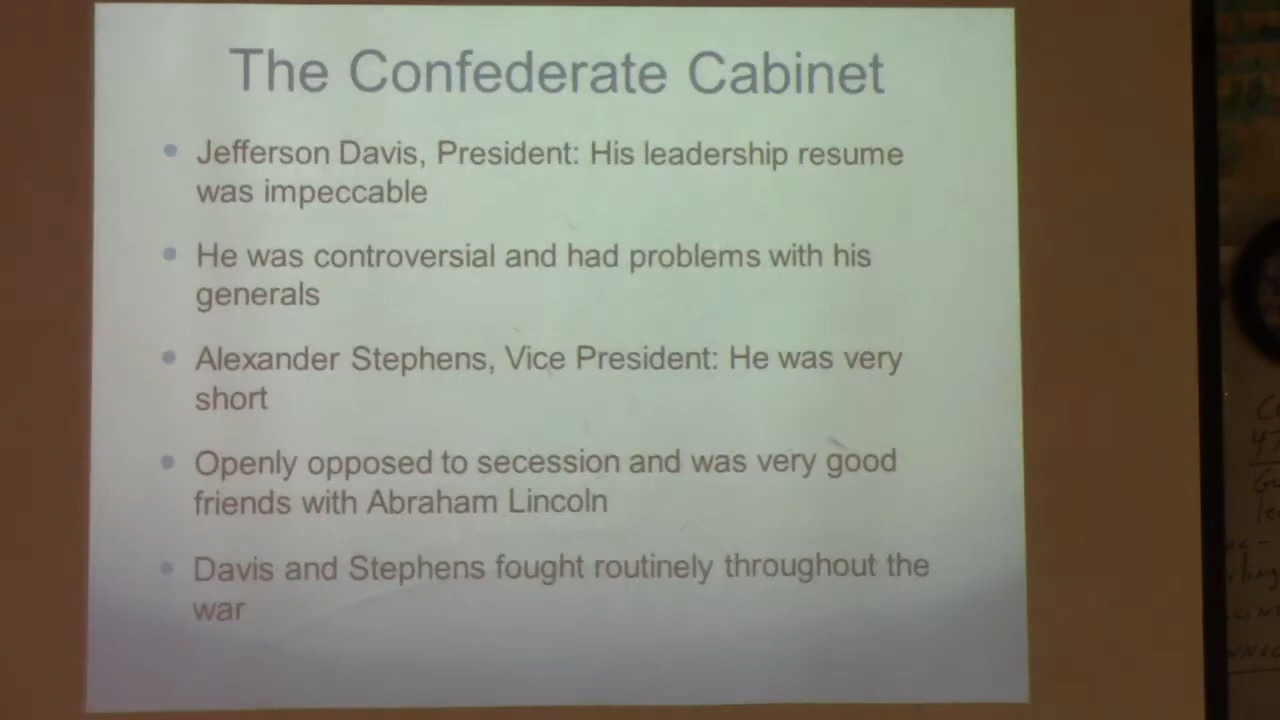 The Confederate Cabinet
• Jefferson Davis, President: His leadership resume
was impeccable
• He was controversial and had problems with his
generals
• Alexander Stephens, Vice President: He was very
short
• Openly opposed to secession and was very good
friends with Abraham Lincoln
• Davis and Stephens fought routinely throughout the
war